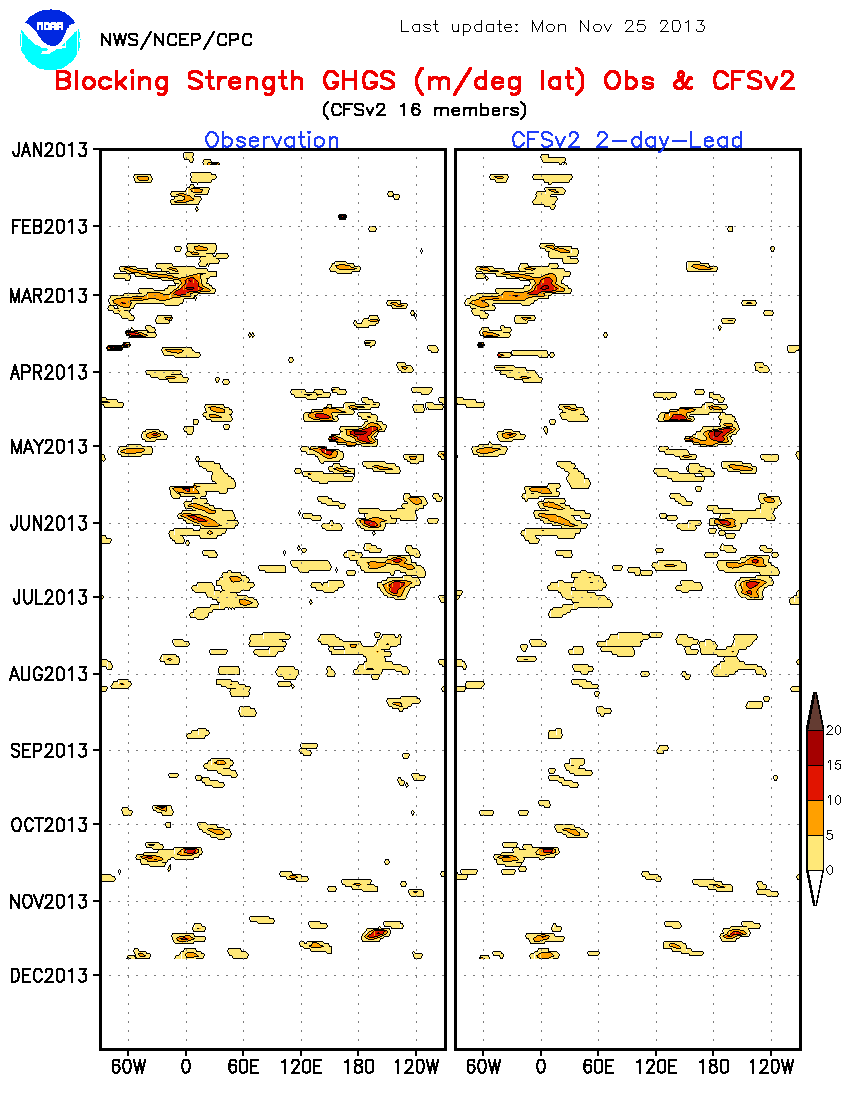 Last update: Mon Nov 25 2013
NOAA
NWS/NCEP/CPC
Blocking Strength GHGS (m/deg lat) Obs & CFSv2
(CFSv2 16 members)
Observation
CFSv2 2-day-Lead
JAN2013
FEB2013
MAR2013
APR2013
MAY2013
JUN2013
JUL2013
AUG2013
SEP2013
OCT2013
NOV2013
DEC2013
20
15
10
5
0
60W 0 60E 120E 180 120W
60W 0 60E 120E 180 120W